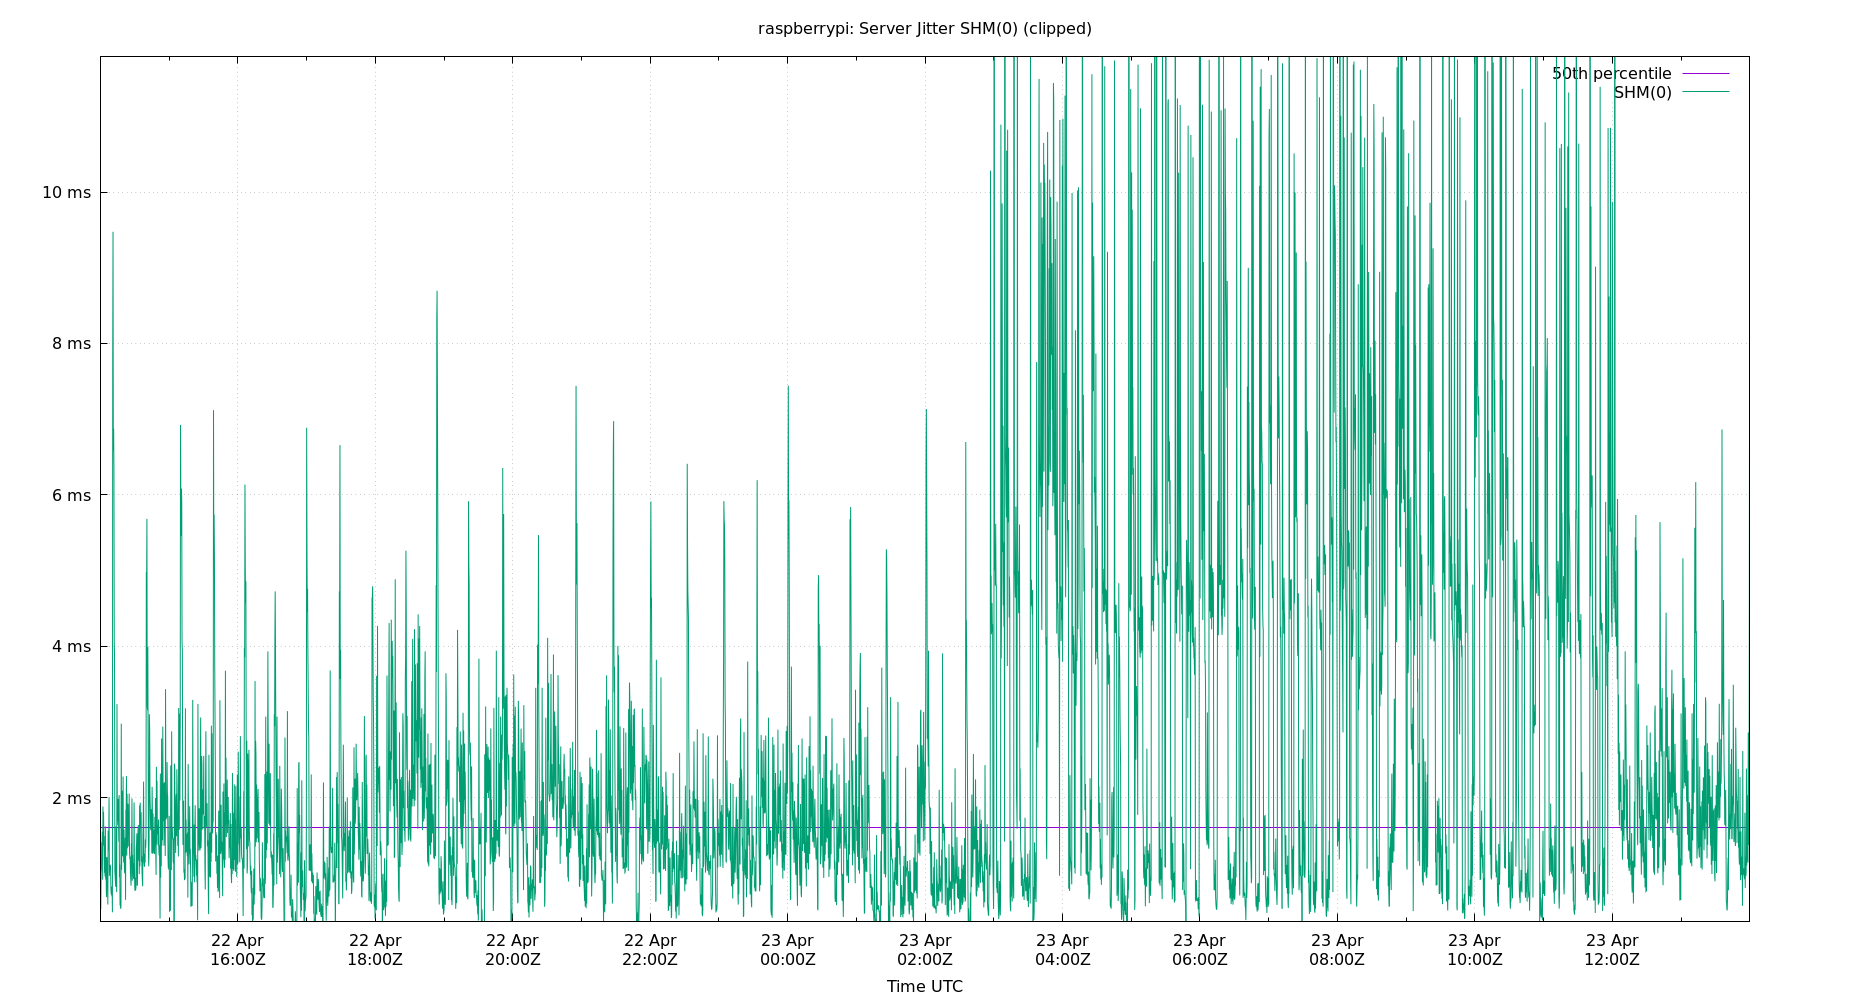 raspberrypi: Server Jitter SHM(0) (clipped)
50th percentile
SHM(0)
10 ms
8 ms
6 ms
4 ms
2 ms
22 Apr 22 Apr 22 Apr 22 Apr 23 Apr 23 Apr 23 Apr 23 Apr 23 Apr 23 Apr 23 Apr
16:00Z 18:00Z 20:00Z 22:00Z 00:00Z 02:00Z 04:00Z 06:00Z 08:00Z 10:00Z 12:00Z
Time UTC